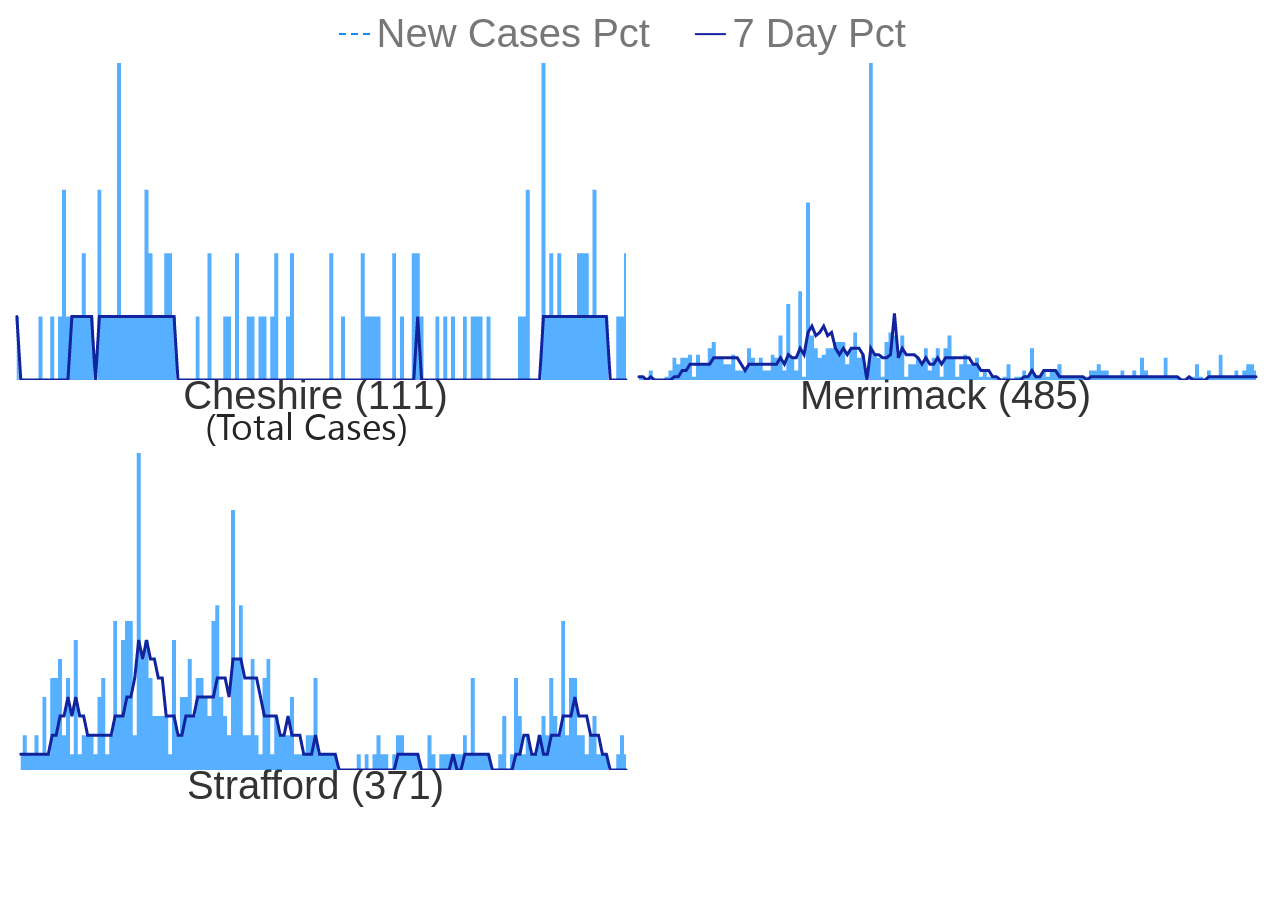 New Cases Pct 7 Day Pct
Cheshire (111)
(Total Cases)
Merrimack (485)
Strafford (371)